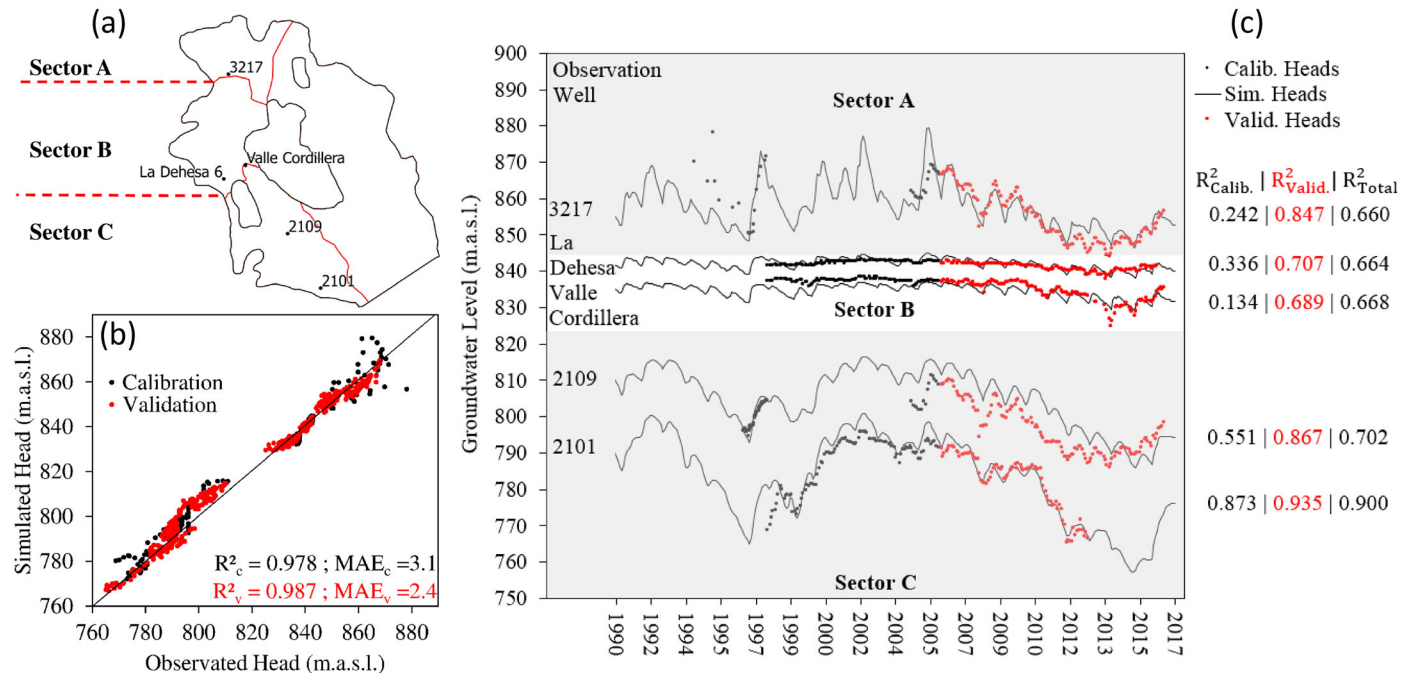 (a)
Sector A
3217
Sector B
Valle Cordillera
La Dehesa 6
Sector C
2109
2101
(b)
Simulated Head (m.a.s.l.)
880
860
840
820
800
780
760
Calibration
Validation
R²c = 0.978 ; MAEc =3.1
R²v = 0.987 ; MAEv =2.4
760 780 800 820 840 860 880
Observated Head (m.a.s.l.)
(c)
Groundwater Level (m.a.s.l.)
900
890
880
870
860
850
840
830
820
810
800
790
780
770
760
750
Observation
Well
Sector A
3217
La
Dehesa
Valle
Cordillera
Sector B
2109
2101
Sector C
1990 1992 1994 1995 1997 1999 2000 2002 2004 2005 2007 2009 2010 2012 2013 2015 2017
Calib. Heads
Sim. Heads
Valid. Heads
R²Calib. | R²Valid. | R²Total
0.242 | 0.847 | 0.660
0.336 | 0.707 | 0.664
0.134 | 0.689 | 0.668
0.551 | 0.867 | 0.702
0.873 | 0.935 | 0.900